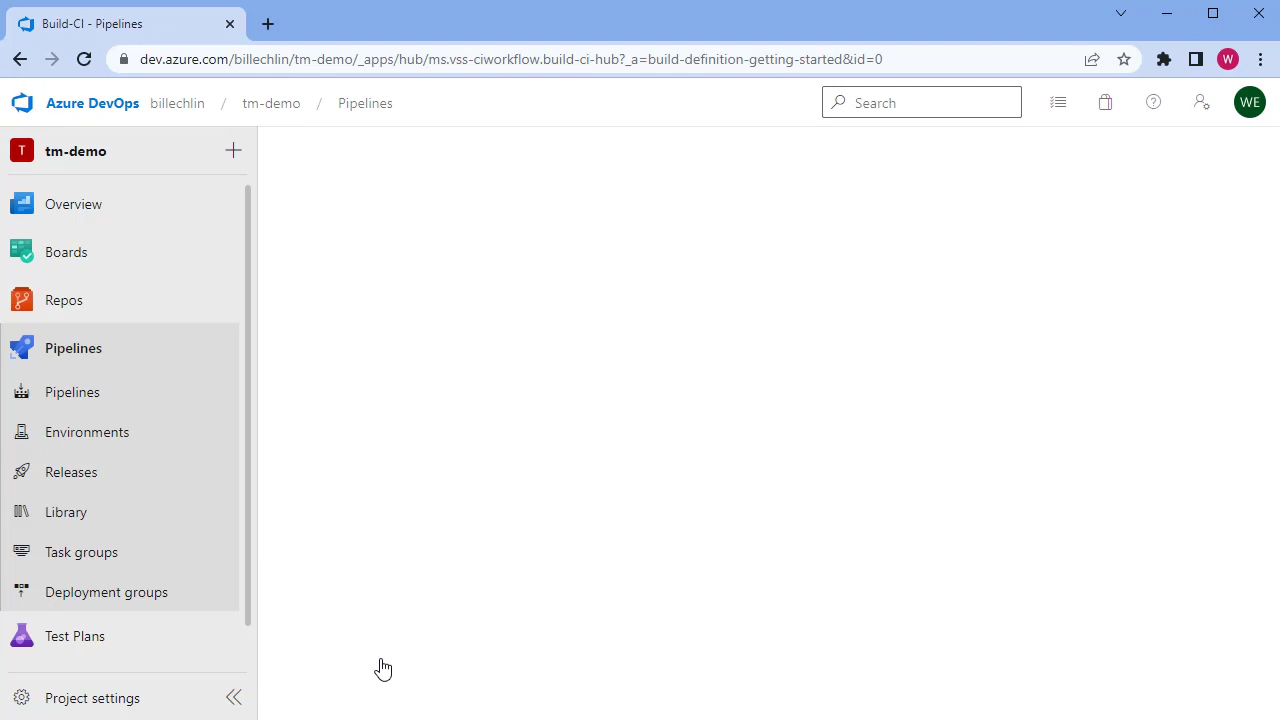 Build-CI - Pipelines
dev.azure.com/billechlin/tm-demo/_apps/hub/ms.vss-ciworkflow.build-ci-hub?_a=build-definition-getting-started&id=0
W
Azure DevOps billechlin / tm-demo / Pipelines
Search
WE
T tm-demo
Overview
Boards
Repos
Pipelines
Pipelines
Environments
Releases
Library
Task groups
Deployment groups
Test Plans
Project settings